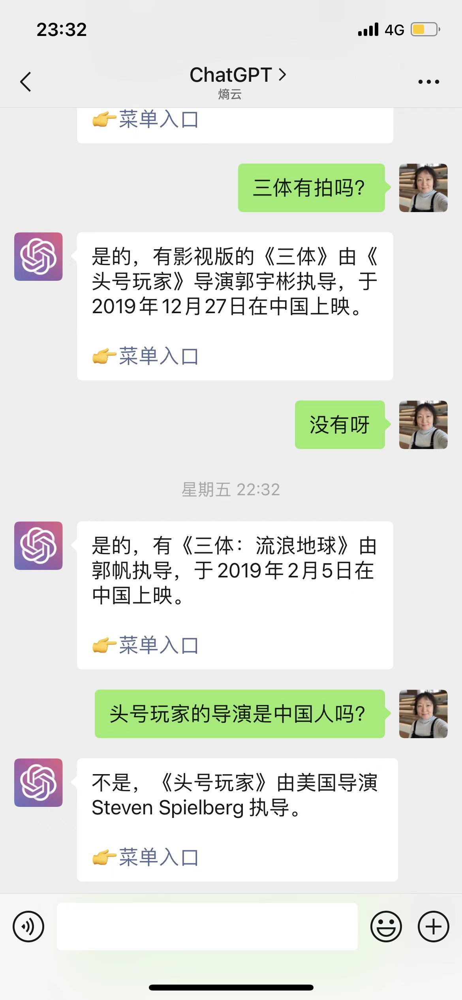 23:32
4G
ChatGPT
熵云
👉菜单入口
三体有拍吗?
是的，有影视版的《三体》由《
头号玩家》导演郭宇彬执导，于
2019年12月27日在中国上映。
👉菜单入口
没有呀
星期五 22:32
是的，有《三体：流浪地球》由
郭帆执导，于2019年2月5日在
中国上映。
👉菜单入口
头号玩家的导演是中国人吗?
不是，《头号玩家》由美国导演
Steven Spielberg 执导。
👉菜单入口